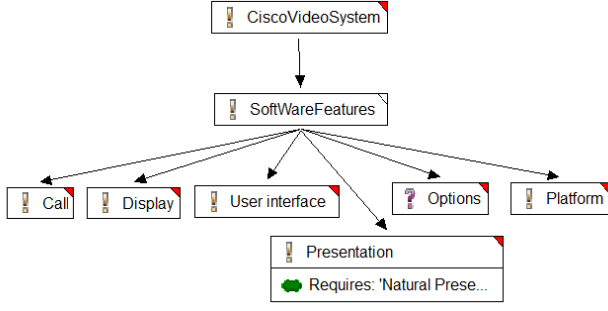 CiscoVideoSystem
SoftWareFeatures
Call
Display
User interface
Options
Platform
Presentation
Requires: 'Natural Prese...